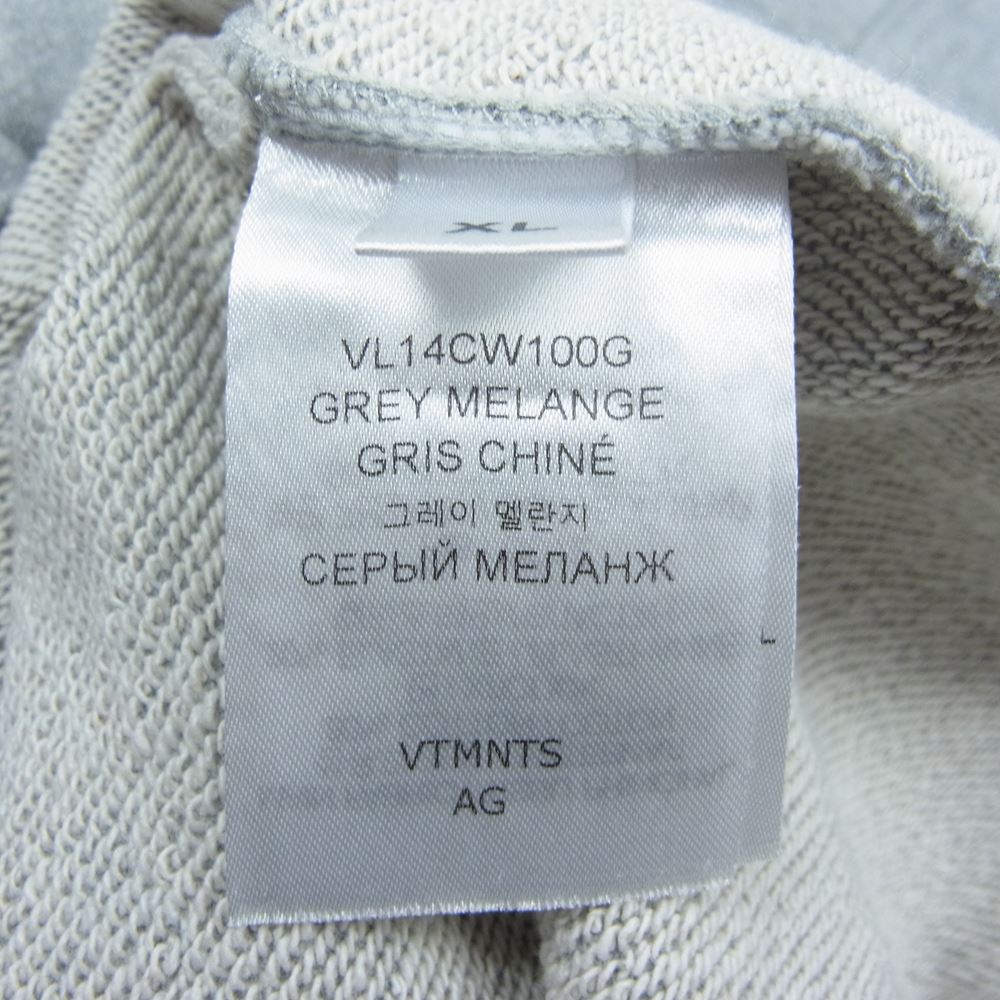 XL
VL14CW100G
GREY MELANGE
GRIS CHINÉ
그레이 멜란지
СЕРЫЙ МЕЛАНЖ
VTMNTS
AG